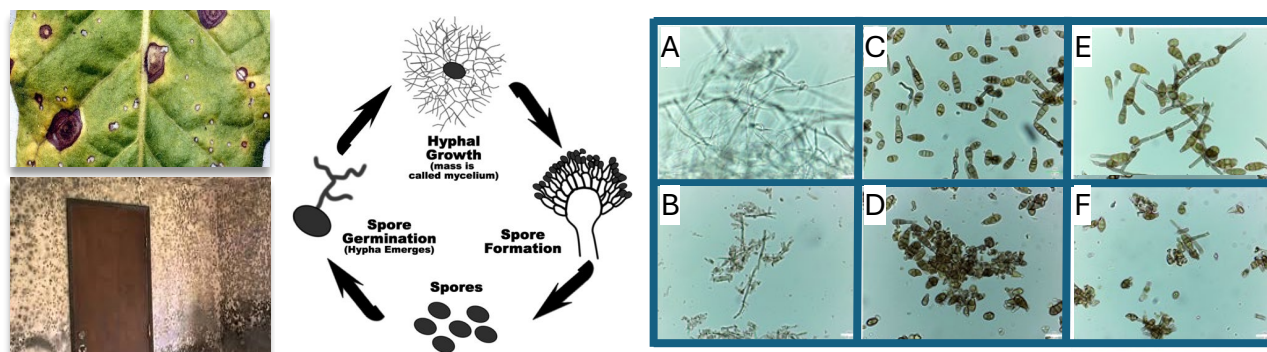 Hyphal
Growth
(mass is
called mycelium)
Spore
Germination
(Hypha Emerges)
Spore
Formation
Spores
A
C
E
B
D
F